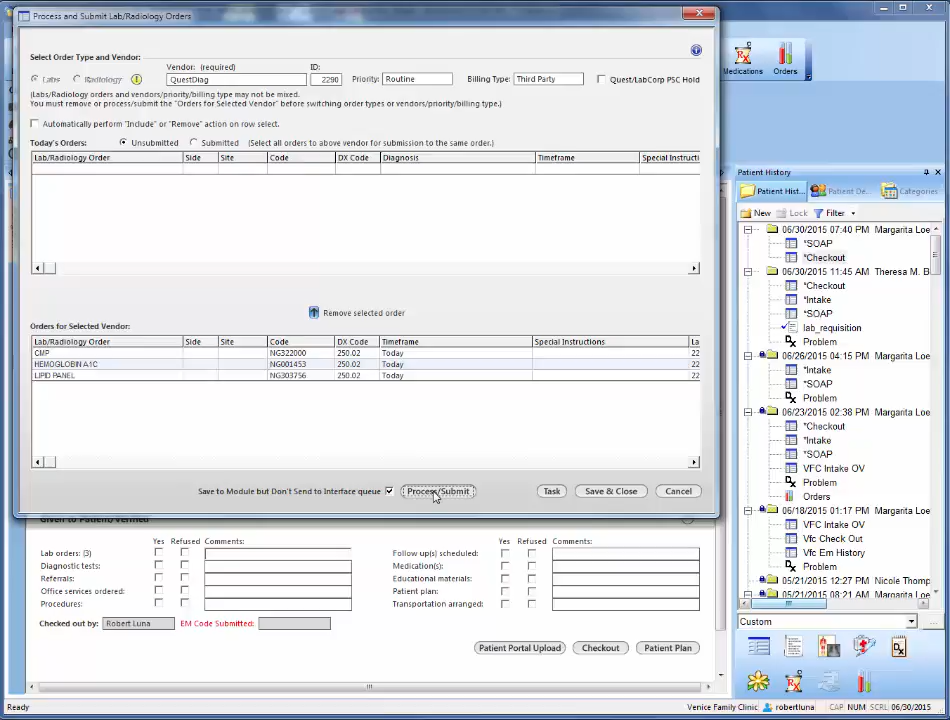 Process and Submit Lab/Radiology Orders
Select Order Type and Vendor:
Vendor: (required) ID:
Labs Radiology QuestDiag 2290 Priority: Routine Billing Type: Third Party Quest/LabCorp PSC Hold
(Labs/Radiology orders and vendors/priority/billing type may not be mixed.
You must remove or process/submit the "Orders for Selected Vendor" before switching order types or vendors/priority/billing type.)
Automatically perform "Include" or "Remove" action on row select.
Today's Orders: Unsubmitted Submitted (Select all orders to above vendor for submission to the same order.)
Lab/Radiology Order Side Site Code DX Code Diagnosis Timeframe Special Instructi
Remove selected order
Orders for Selected Vendor:
Lab/Radiology Order Side Site Code DX Code Timeframe Special Instructions La
CMP NG322000 250.02 Today 22
HEMOGLOBIN A1C NG001453 250.02 Today 22
LIPID PANEL NG303756 250.02 Today 22
Save to Module but Don't Send to Interface queue Process/Submit Task Save & Close Cancel
Given to Patient/Verified
Yes Refused Comments: Yes Refused Comments:
Lab orders: (3) Follow up(s) scheduled:
Diagnostic tests: Medication(s):
Referrals: Educational materials:
Office services ordered: Patient plan:
Procedures: Transportation arranged:
Checked out by: Robert Luna EM Code Submitted:
Patient Portal Upload Checkout Patient Plan
Medications Orders
Patient History
Patient Hist... Patient De... Categories
New Lock Filter
06/30/2015 07:40 PM Margarita Loe
*SOAP
*Checkout
06/30/2015 11:45 AM Theresa M. B
*Checkout
*Intake
*SOAP
lab_requisition
Problem
06/26/2015 04:15 PM Margarita Loe
*Intake
*SOAP
Problem
06/23/2015 02:38 PM Margarita Loe
*Checkout
*Intake
*SOAP
VFC Intake OV
Problem
Orders
06/18/2015 01:17 PM Margarita Loe
VFC Intake OV
Vfc Check Out
Vfc Em History
Problem
05/21/2015 12:27 PM Nicole Thomp
05/21/2015 08:21 AM Margarita Loe
Custom
Ready Venice Family Clinic robertluna CAP NUM SCRL 06/30/2015